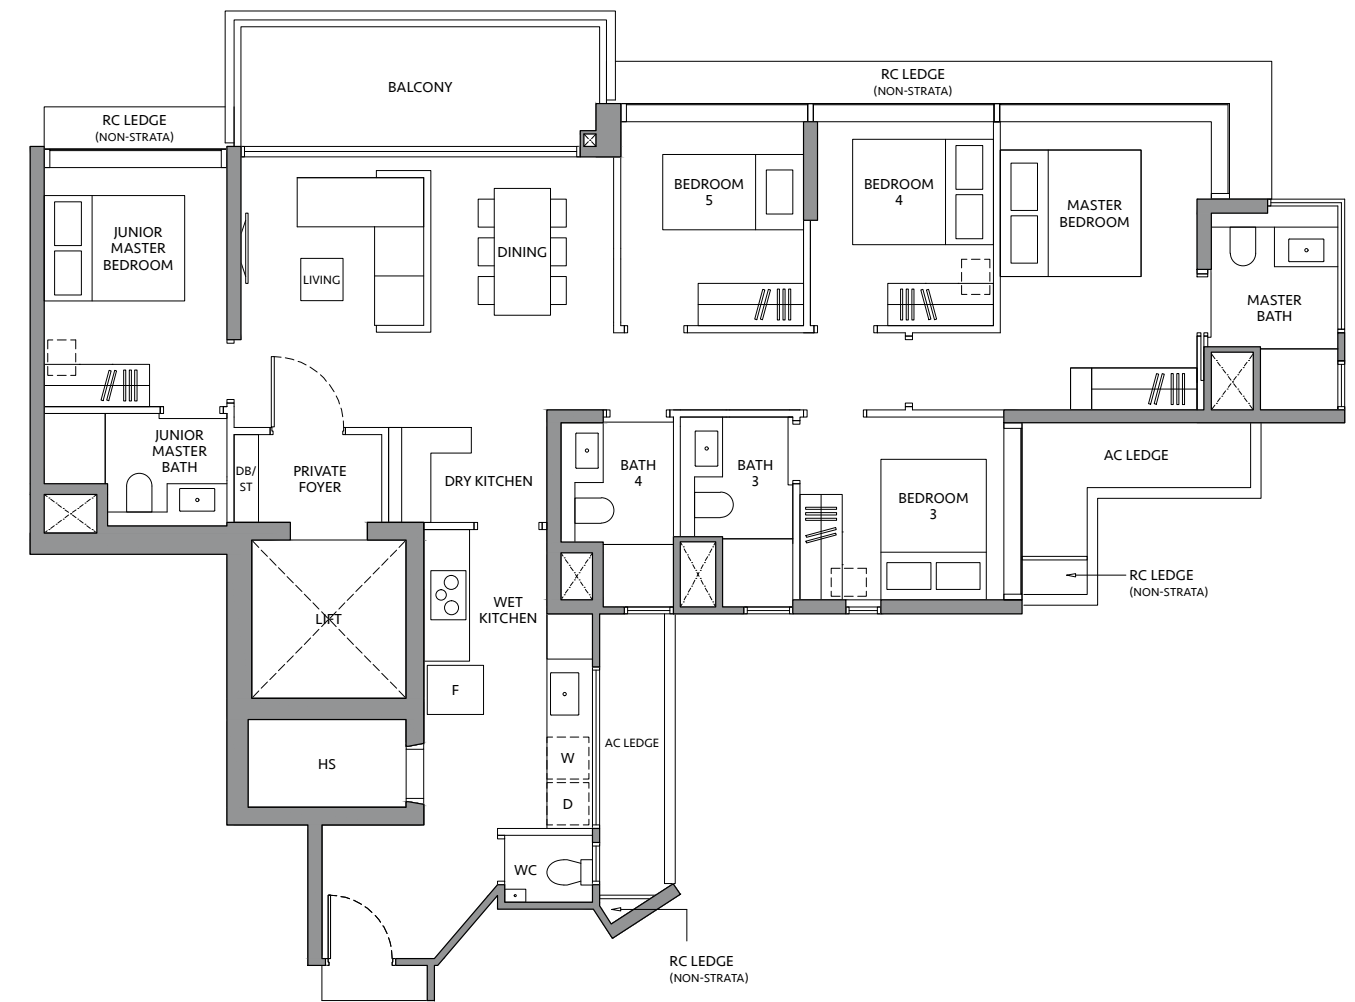 RC LEDGE
(NON-STRATA)
BALCONY
RC LEDGE
(NON-STRATA)
JUNIOR
MASTER
BEDROOM
LIVING
DINING
BEDROOM
5
BEDROOM
4
MASTER
BEDROOM
MASTER
BATH
JUNIOR
MASTER
BATH
DB/
ST
PRIVATE
FOYER
DRY KITCHEN
BATH
4
BATH
3
BEDROOM
3
AC LEDGE
RC LEDGE
(NON-STRATA)
LIFT
WET
KITCHEN
F
HS
W
D
AC LEDGE
WC
RC LEDGE
(NON-STRATA)